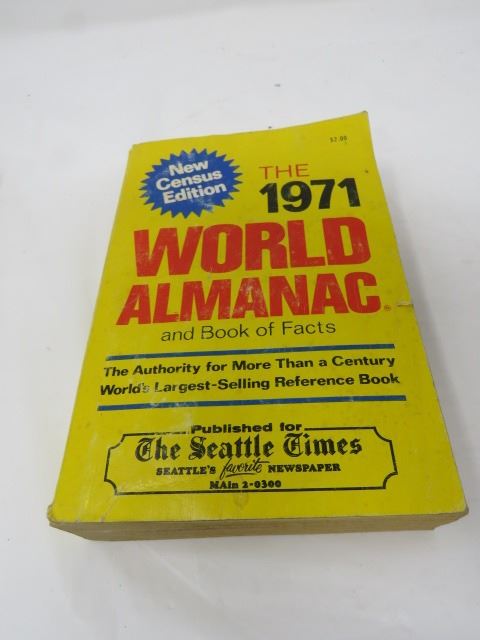 $2.00
New
Census
Edition
THE
1971
WORLD
ALMANAC®
and Book of Facts
The Authority for More Than a Century
World's Largest-Selling Reference Book
Published for
The Seattle Times
SEATTLE'S favorite NEWSPAPER
MAin 2-0300